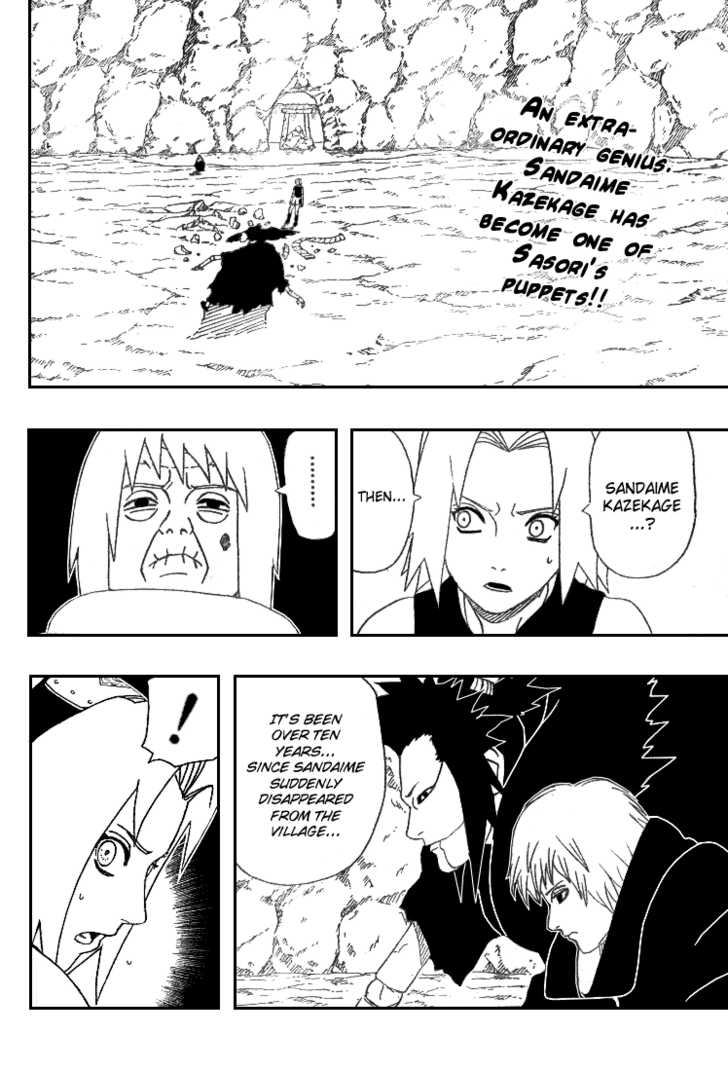 AN EXTRA-
ORDINARY GENIUS.
SANDAIME
KAZEKAGE HAS
BECOME ONE OF
SASORI'S
PUPPETS!!
SANDAIME
KAZEKAGE
...?
THEN...
.........
IT'S BEEN
OVER TEN
YEARS...
SINCE SANDAIME
SUDDENLY
DISAPPEARED
FROM THE
VILLAGE...
!